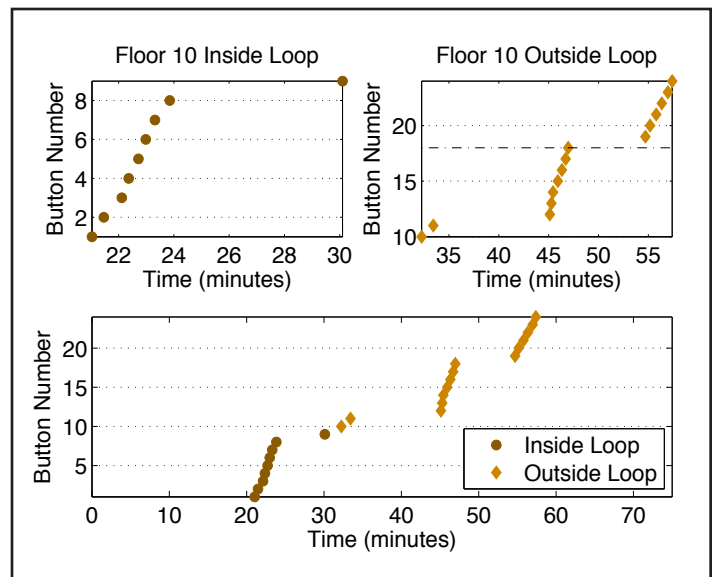 Floor 10 Inside Loop
8
6
4
2
Button Number
22 24 26 28 30
Time (minutes)
Floor 10 Outside Loop
20
15
10
Button Number
35 40 45 50 55
Time (minutes)
20
15
10
5
Button Number
0 10 20 30 40 50 60 70
Time (minutes)
Inside Loop
Outside Loop